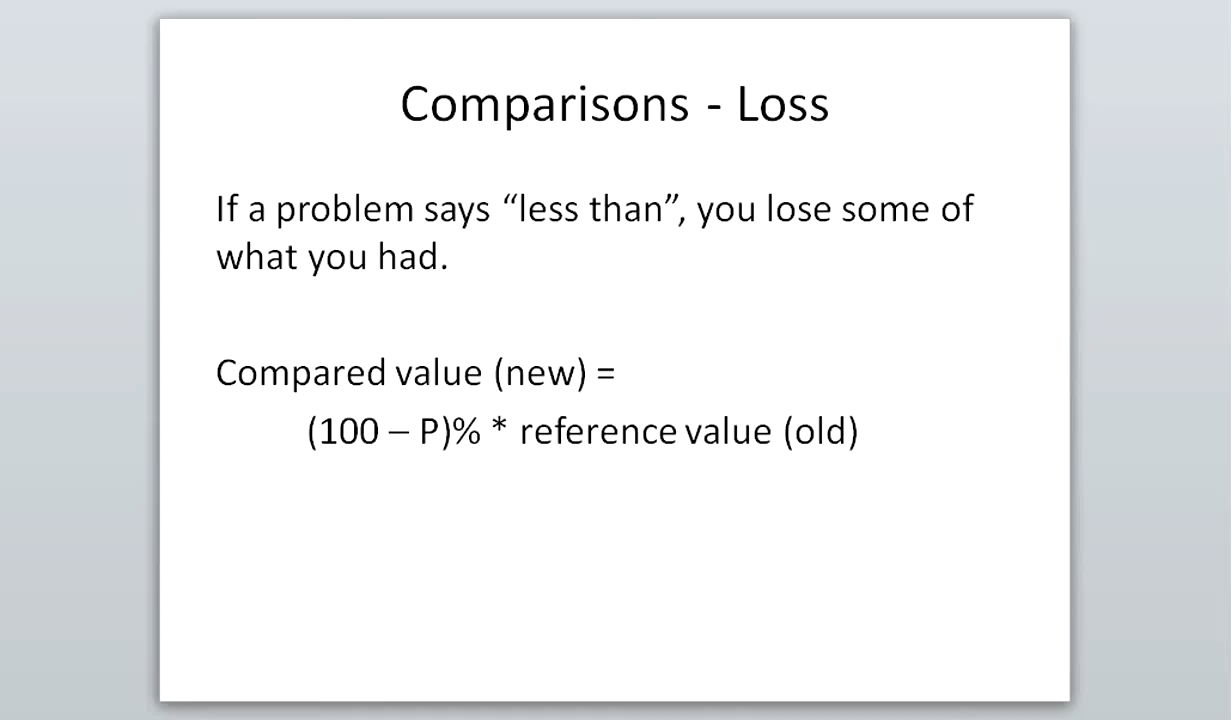 Comparisons - Loss
If a problem says “less than”, you lose some of
what you had.
Compared value (new) =
(100 – P)% * reference value (old)